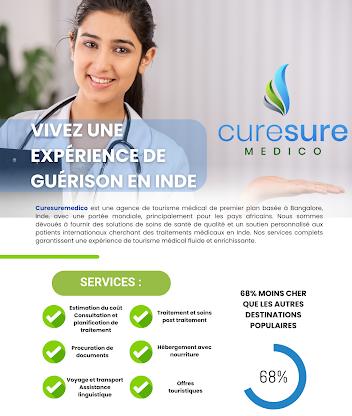 VIVEZ UNE
EXPÉRIENCE DE
GUÉRISON EN INDE
curesure
MEDICO
Curesuremedico est une agence de tourisme médical de premier plan basée à Bangalore,
Inde, avec une portée mondiale, principalement pour les pays africains. Nous sommes
dévoués à fournir des solutions de soins de santé de qualité et un soutien personnalisé aux
patients internationaux cherchant des traitements médicaux en Inde. Nos services complets
garantissent une expérience de tourisme médical fluide et enrichissante.
SERVICES :
Estimation du coût
Consultation et
planification de
traitement
Traitement et soins
post traitement
Procuration de
documents
Hébergement avec
nourriture
Voyage et transport
Assistance
linguistique
Offres
touristiques
68% MOINS CHER
QUE LES AUTRES
DESTINATIONS
POPULAIRES
68%